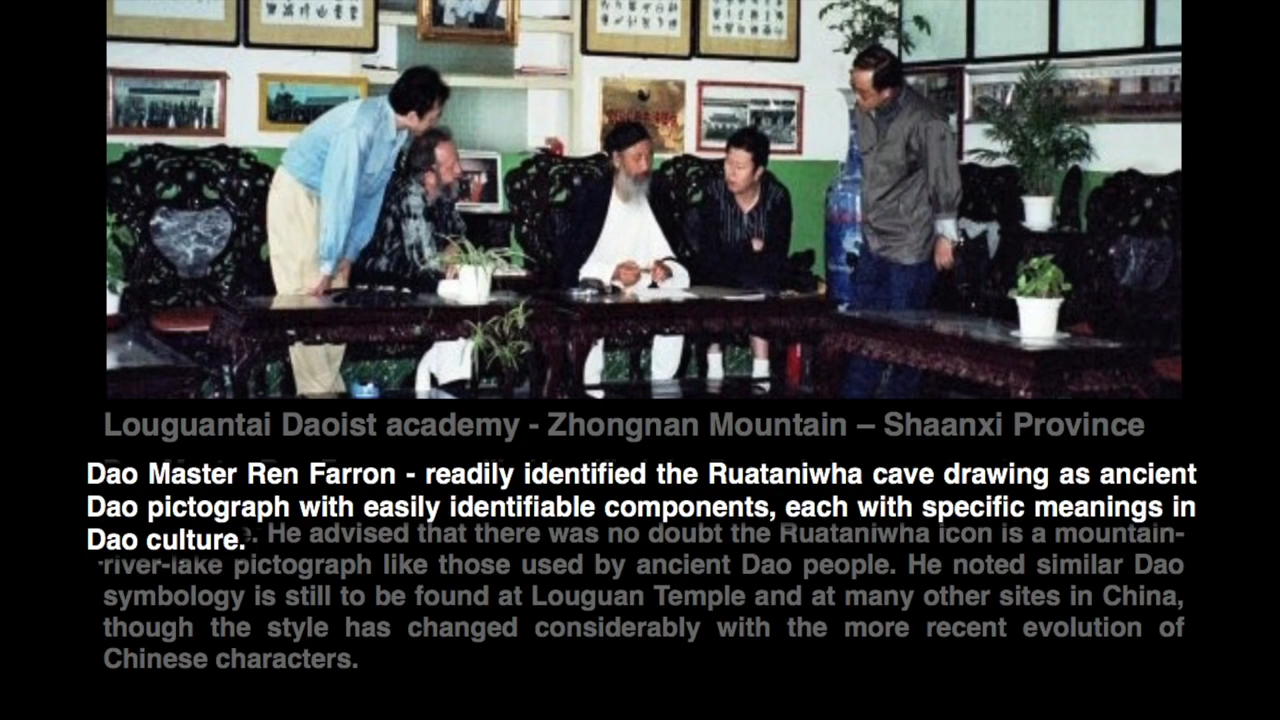 Louguantai Daoist academy - Zhongnan Mountain – Shaanxi Province
Dao Master Ren Farron - readily identified the Ruataniwha cave drawing as ancient
Dao pictograph with easily identifiable components, each with specific meanings in
Dao culture.
He advised that there was no doubt the Ruataniwha icon is a mountain-
river-lake pictograph like those used by ancient Dao people. He noted similar Dao
symbology is still to be found at Louguan Temple and at many other sites in China,
though the style has changed considerably with the more recent evolution of
Chinese characters.